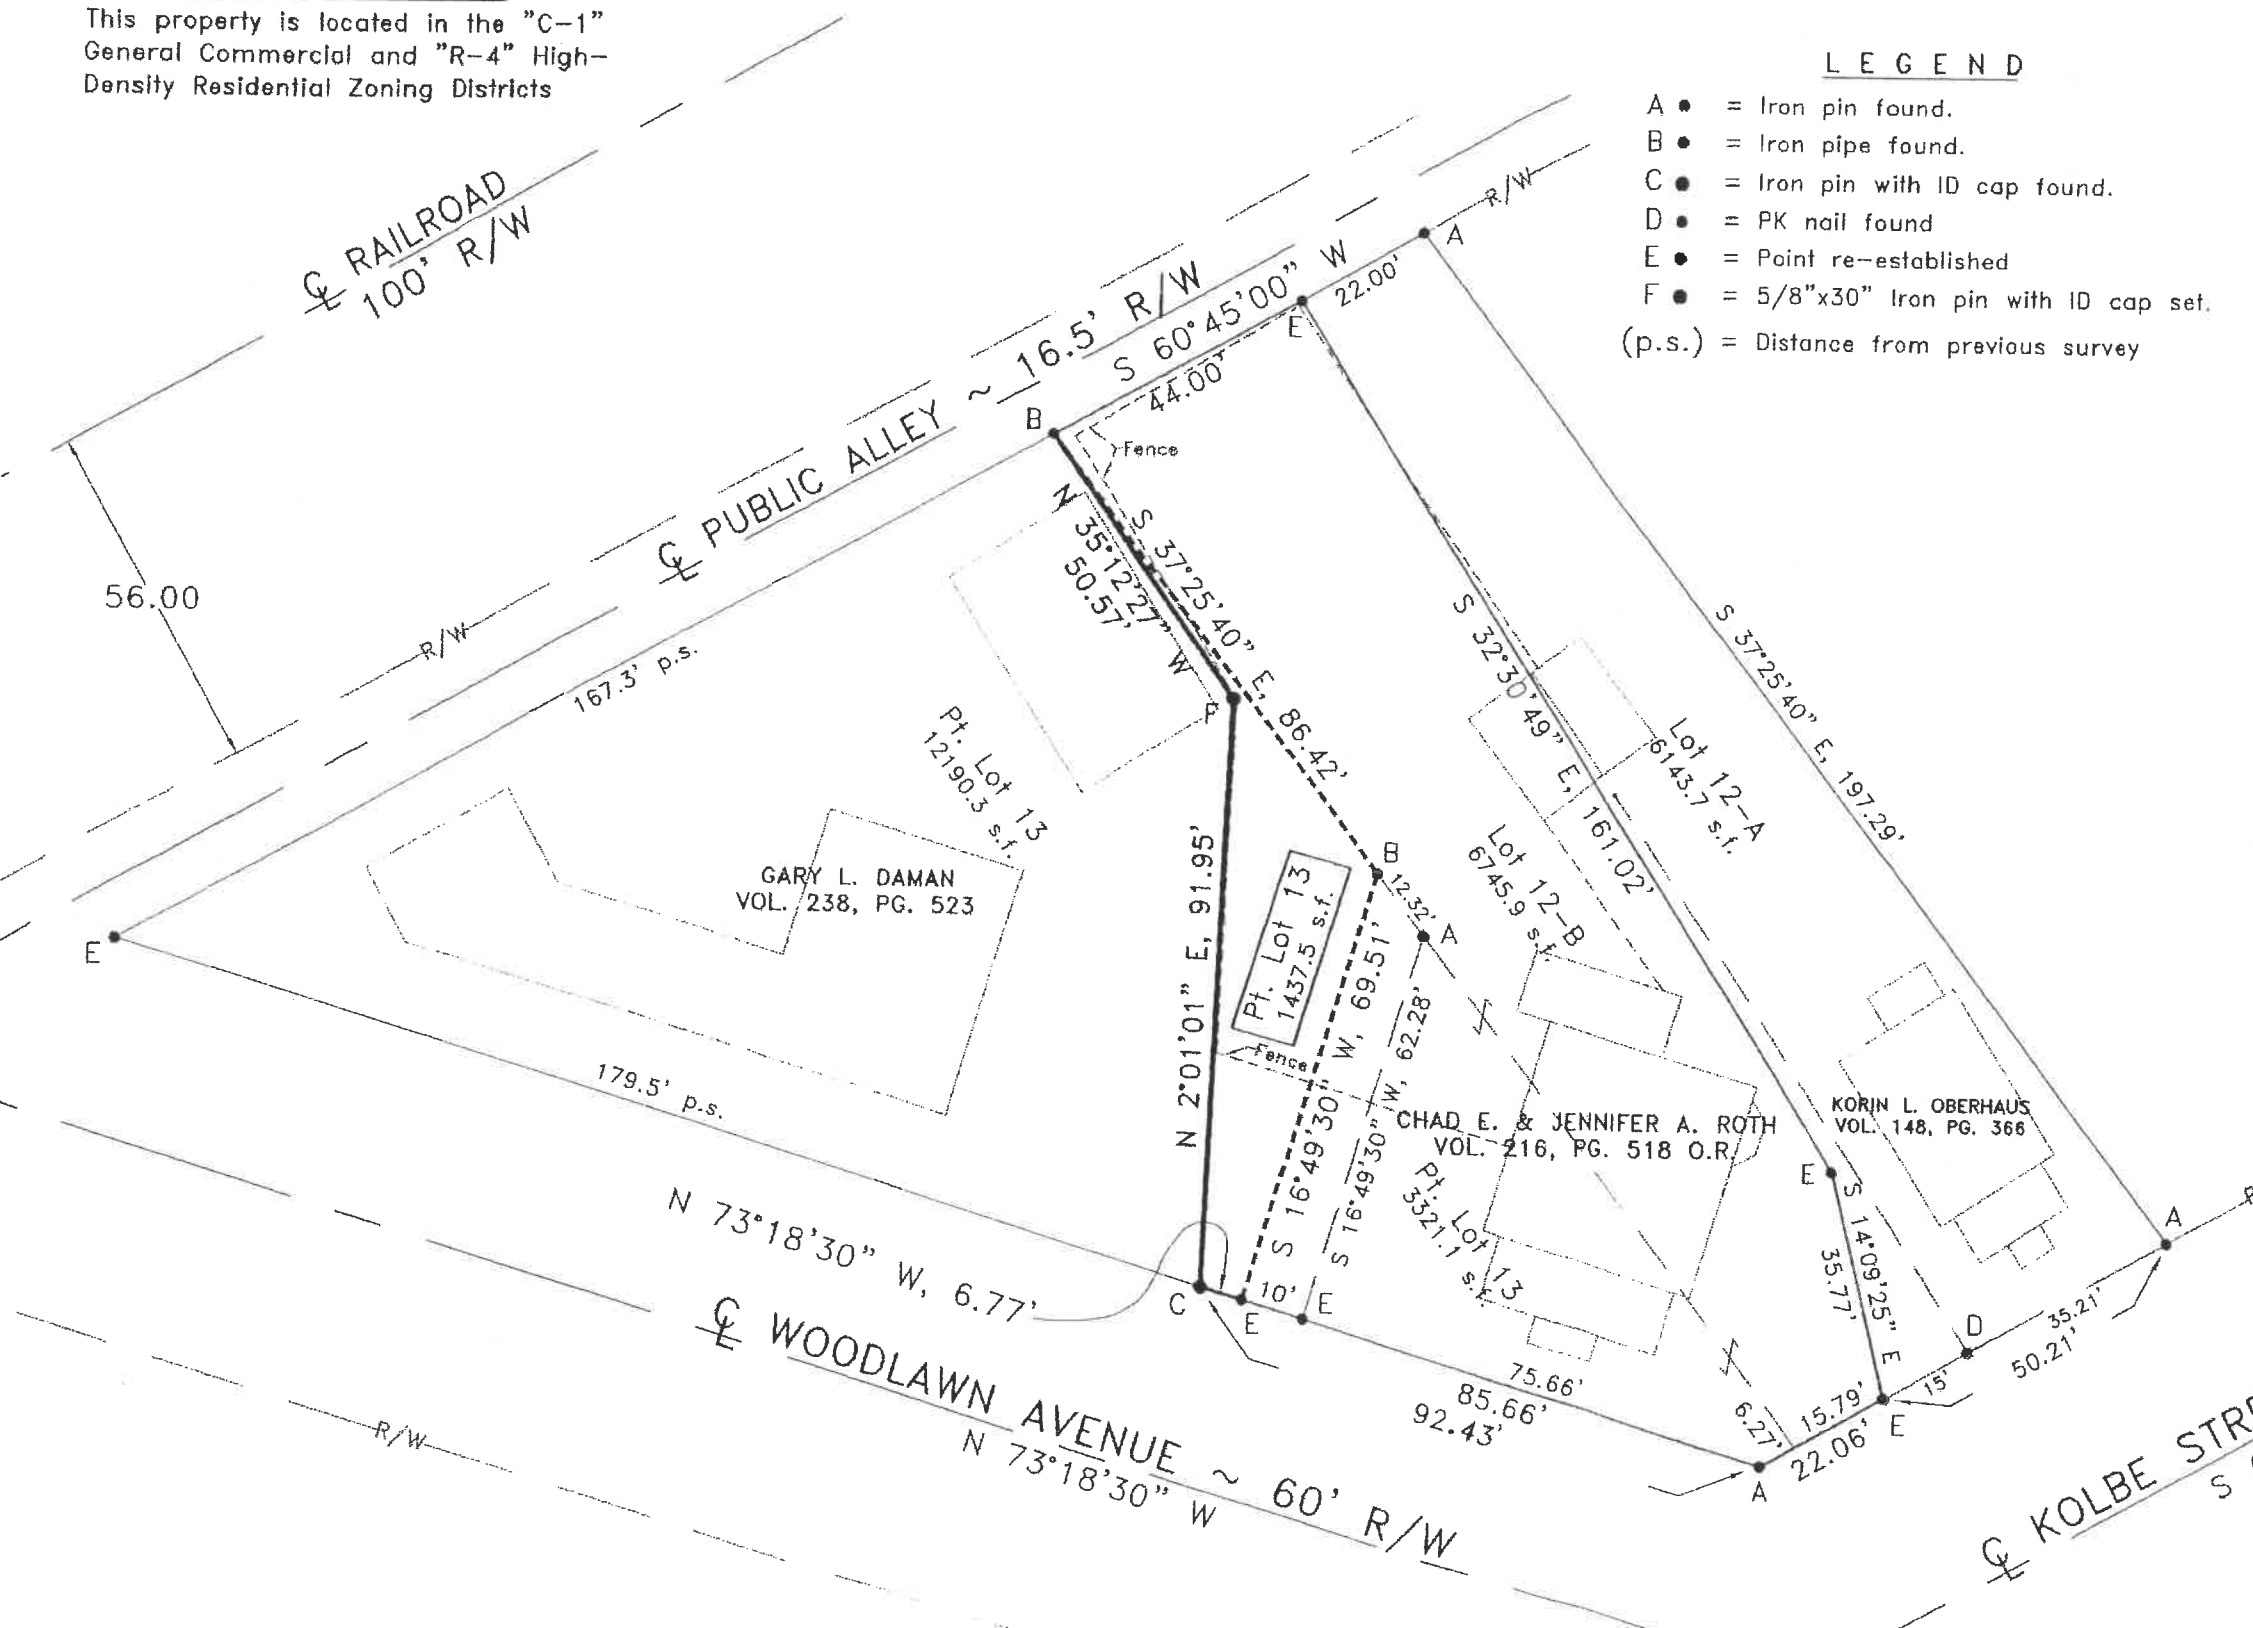 This property is located in the "C-1"
General Commercial and "R-4" High-
Density Residential Zoning Districts
LEGEND
A • = Iron pin found.
B • = Iron pipe found.
C • = Iron pin with ID cap found.
D • = PK nail found
E • = Point re-established
F • = 5/8"x30" Iron pin with ID cap set.
(p.s.) = Distance from previous survey
℄ RAILROAD
100' R/W
R/W
A
22.00'
S 60°45'00" W
E
44.00'
℄ PUBLIC ALLEY ~ 16.5' R/W
B
Fence
56.00
R/W
167.3' p.s.
N 35°12'27" W
50.57'
S 37°25'40" E, 86.42'
F
S 32°30'49" E, 161.02'
S 37°25'40" E, 197.29'
Pt. Lot 13
12190.3 s.f.
Lot 12-A
6143.7 s.f.
Lot 12-B
6745.9 s.f.
GARY L. DAMAN
VOL. 238, PG. 523
E
B
12.32'
A
N 2°01'01" E, 91.95'
Pt. Lot 13
1437.5 s.f.
Fence
S 16°49'30" W, 69.51'
S 16°49'30" W, 62.28'
179.5' p.s.
CHAD E. & JENNIFER A. ROTH
VOL. 216, PG. 518 O.R.
KORIN L. OBERHAUS
VOL. 148, PG. 366
Pt. Lot 13
3321.1 s.f.
E
S 14°09'25" E
35.77'
A
N 73°18'30" W, 6.77'
C
E
10'
E
75.66'
85.66'
92.43'
D
35.21'
50.21'
15'
E
15.79'
6.27'
22.06'
A
℄ WOODLAWN AVENUE ~ 60' R/W
N 73°18'30" W
R/W
℄ KOLBE STRE
S